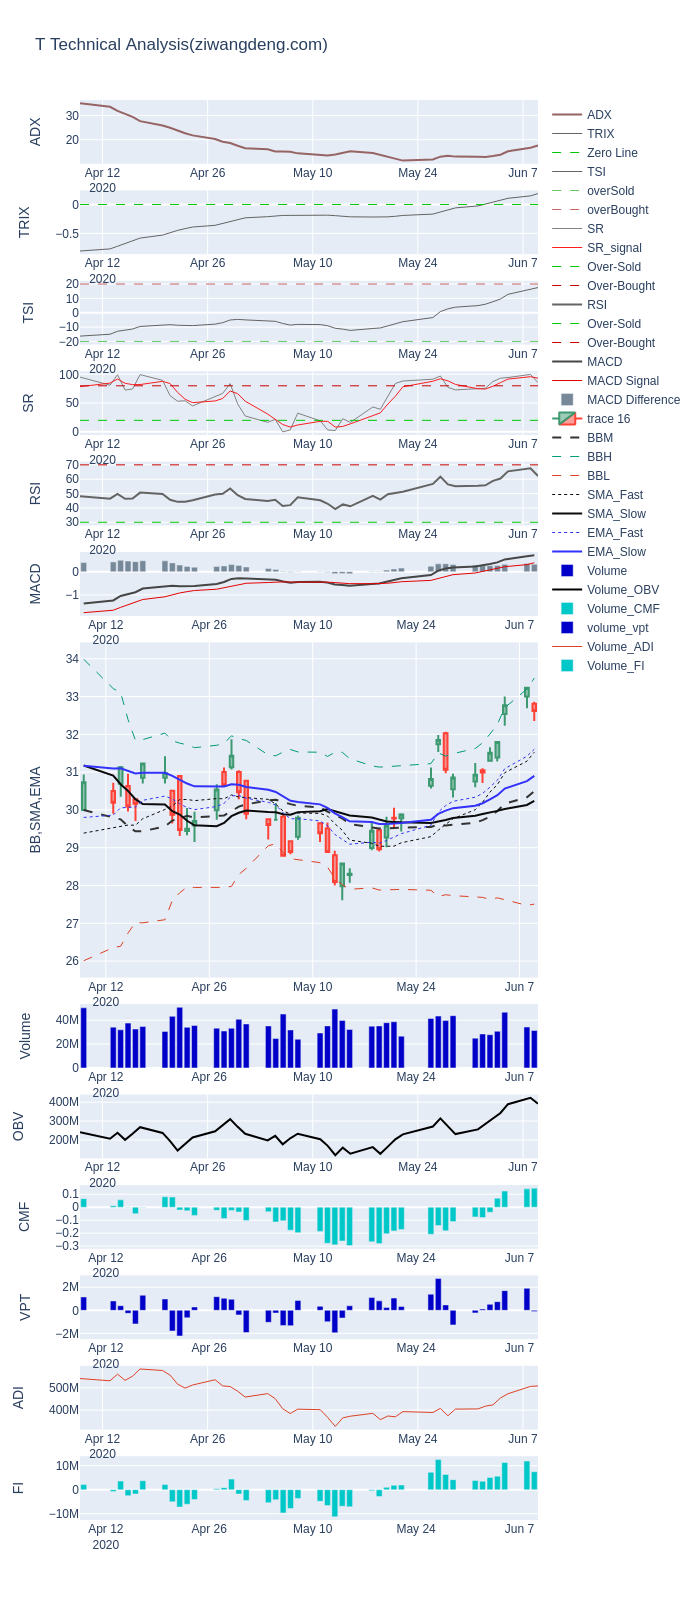 T Technical Analysis(ziwangdeng.com)
ADX
30
20
Apr 12
2020
Apr 26
May 10
May 24
Jun 7
TRIX
0
−0.5
Apr 12
2020
Apr 26
May 10
May 24
Jun 7
TSI
20
10
0
−10
−20
Apr 12
2020
Apr 26
May 10
May 24
Jun 7
SR
100
50
0
Apr 12
2020
Apr 26
May 10
May 24
Jun 7
RSI
70
60
50
40
30
Apr 12
2020
Apr 26
May 10
May 24
Jun 7
MACD
0
−1
Apr 12
2020
Apr 26
May 10
May 24
Jun 7
BB,SMA,EMA
34
33
32
31
30
29
28
27
26
Apr 12
2020
Apr 26
May 10
May 24
Jun 7
Volume
40M
20M
0
Apr 12
2020
Apr 26
May 10
May 24
Jun 7
OBV
400M
300M
200M
Apr 12
2020
Apr 26
May 10
May 24
Jun 7
CMF
0.1
0
−0.1
−0.2
−0.3
Apr 12
2020
Apr 26
May 10
May 24
Jun 7
VPT
2M
0
−2M
Apr 12
2020
Apr 26
May 10
May 24
Jun 7
ADI
500M
400M
Apr 12
2020
Apr 26
May 10
May 24
Jun 7
FI
10M
0
−10M
Apr 12
2020
Apr 26
May 10
May 24
Jun 7
ADX
TRIX
Zero Line
TSI
overSold
overBought
SR
SR_signal
Over-Sold
Over-Bought
RSI
Over-Sold
Over-Bought
MACD
MACD Signal
MACD Difference
trace 16
BBM
BBH
BBL
SMA_Fast
SMA_Slow
EMA_Fast
EMA_Slow
Volume
Volume_OBV
Volume_CMF
volume_vpt
Volume_ADI
Volume_FI